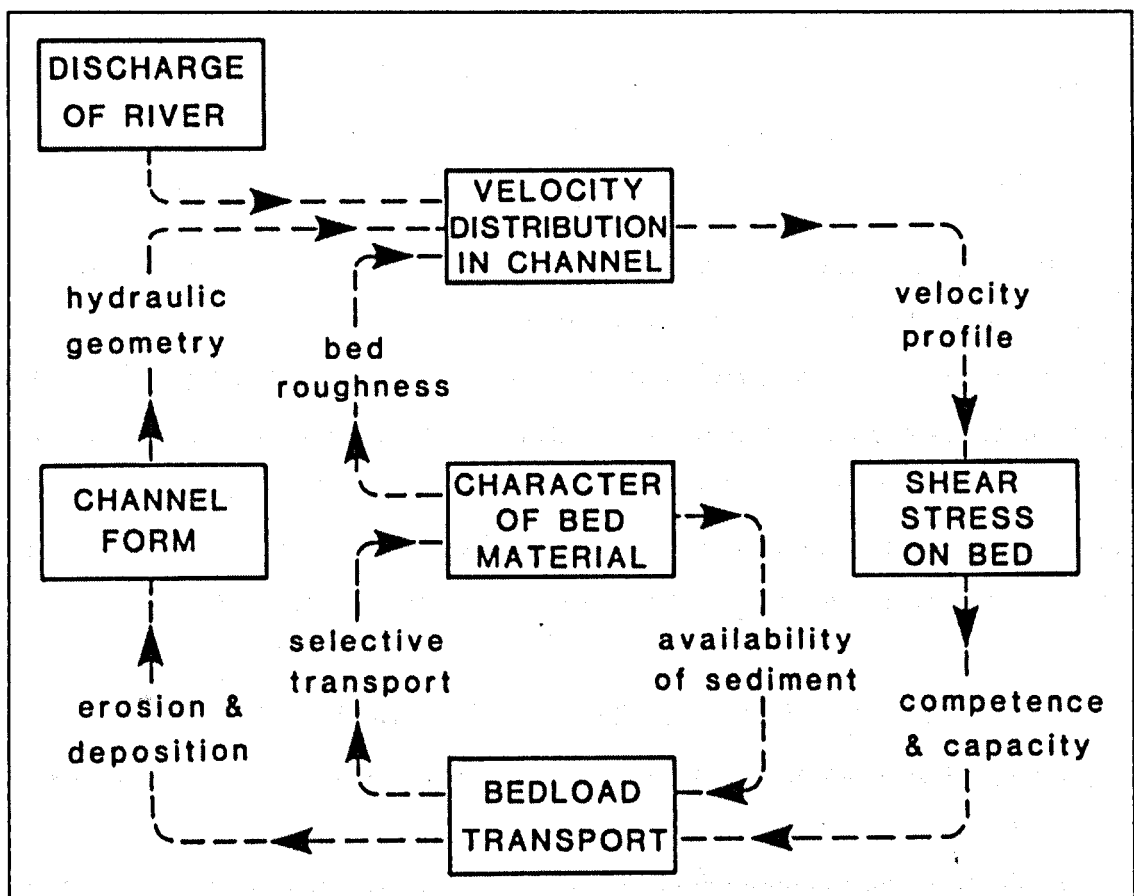 DISCHARGE
OF RIVER
VELOCITY
DISTRIBUTION
IN CHANNEL
hydraulic
geometry
bed
roughness
velocity
profile
CHANNEL
FORM
CHARACTER
OF BED
MATERIAL
SHEAR
STRESS
ON BED
selective
transport
availability
of sediment
erosion &
deposition
competence
& capacity
BEDLOAD
TRANSPORT